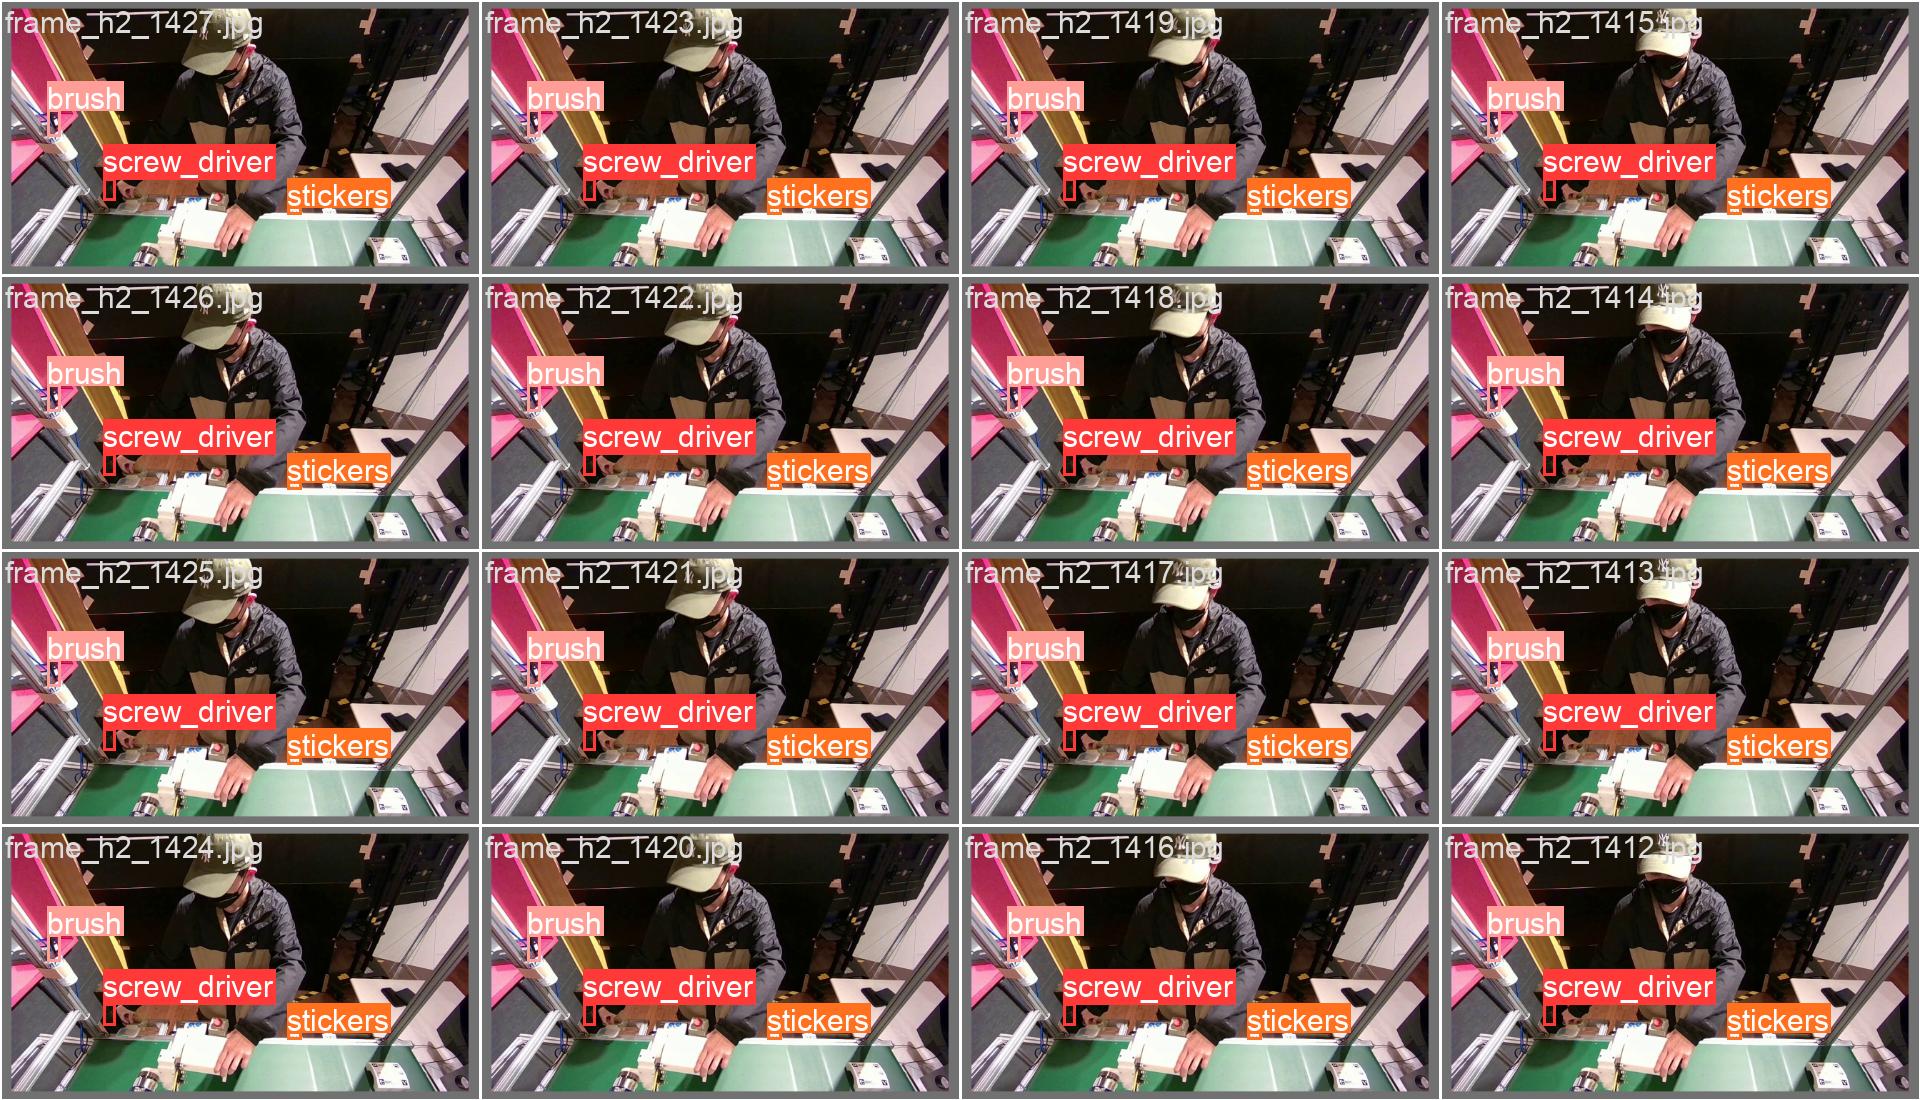 frame_h2_1427.jpg
brush
screw_driver
stickers
frame_h2_1423.jpg
brush
screw_driver
stickers
frame_h2_1419.jpg
brush
screw_driver
stickers
frame_h2_1415.jpg
brush
screw_driver
stickers
frame_h2_1426.jpg
brush
screw_driver
stickers
frame_h2_1422.jpg
brush
screw_driver
stickers
frame_h2_1418.jpg
brush
screw_driver
stickers
frame_h2_1414.jpg
brush
screw_driver
stickers
frame_h2_1425.jpg
brush
screw_driver
stickers
frame_h2_1421.jpg
brush
screw_driver
stickers
frame_h2_1417.jpg
brush
screw_driver
stickers
frame_h2_1413.jpg
brush
screw_driver
stickers
frame_h2_1424.jpg
brush
screw_driver
stickers
frame_h2_1420.jpg
brush
screw_driver
stickers
frame_h2_1416.jpg
brush
screw_driver
stickers
frame_h2_1412.jpg
brush
screw_driver
stickers